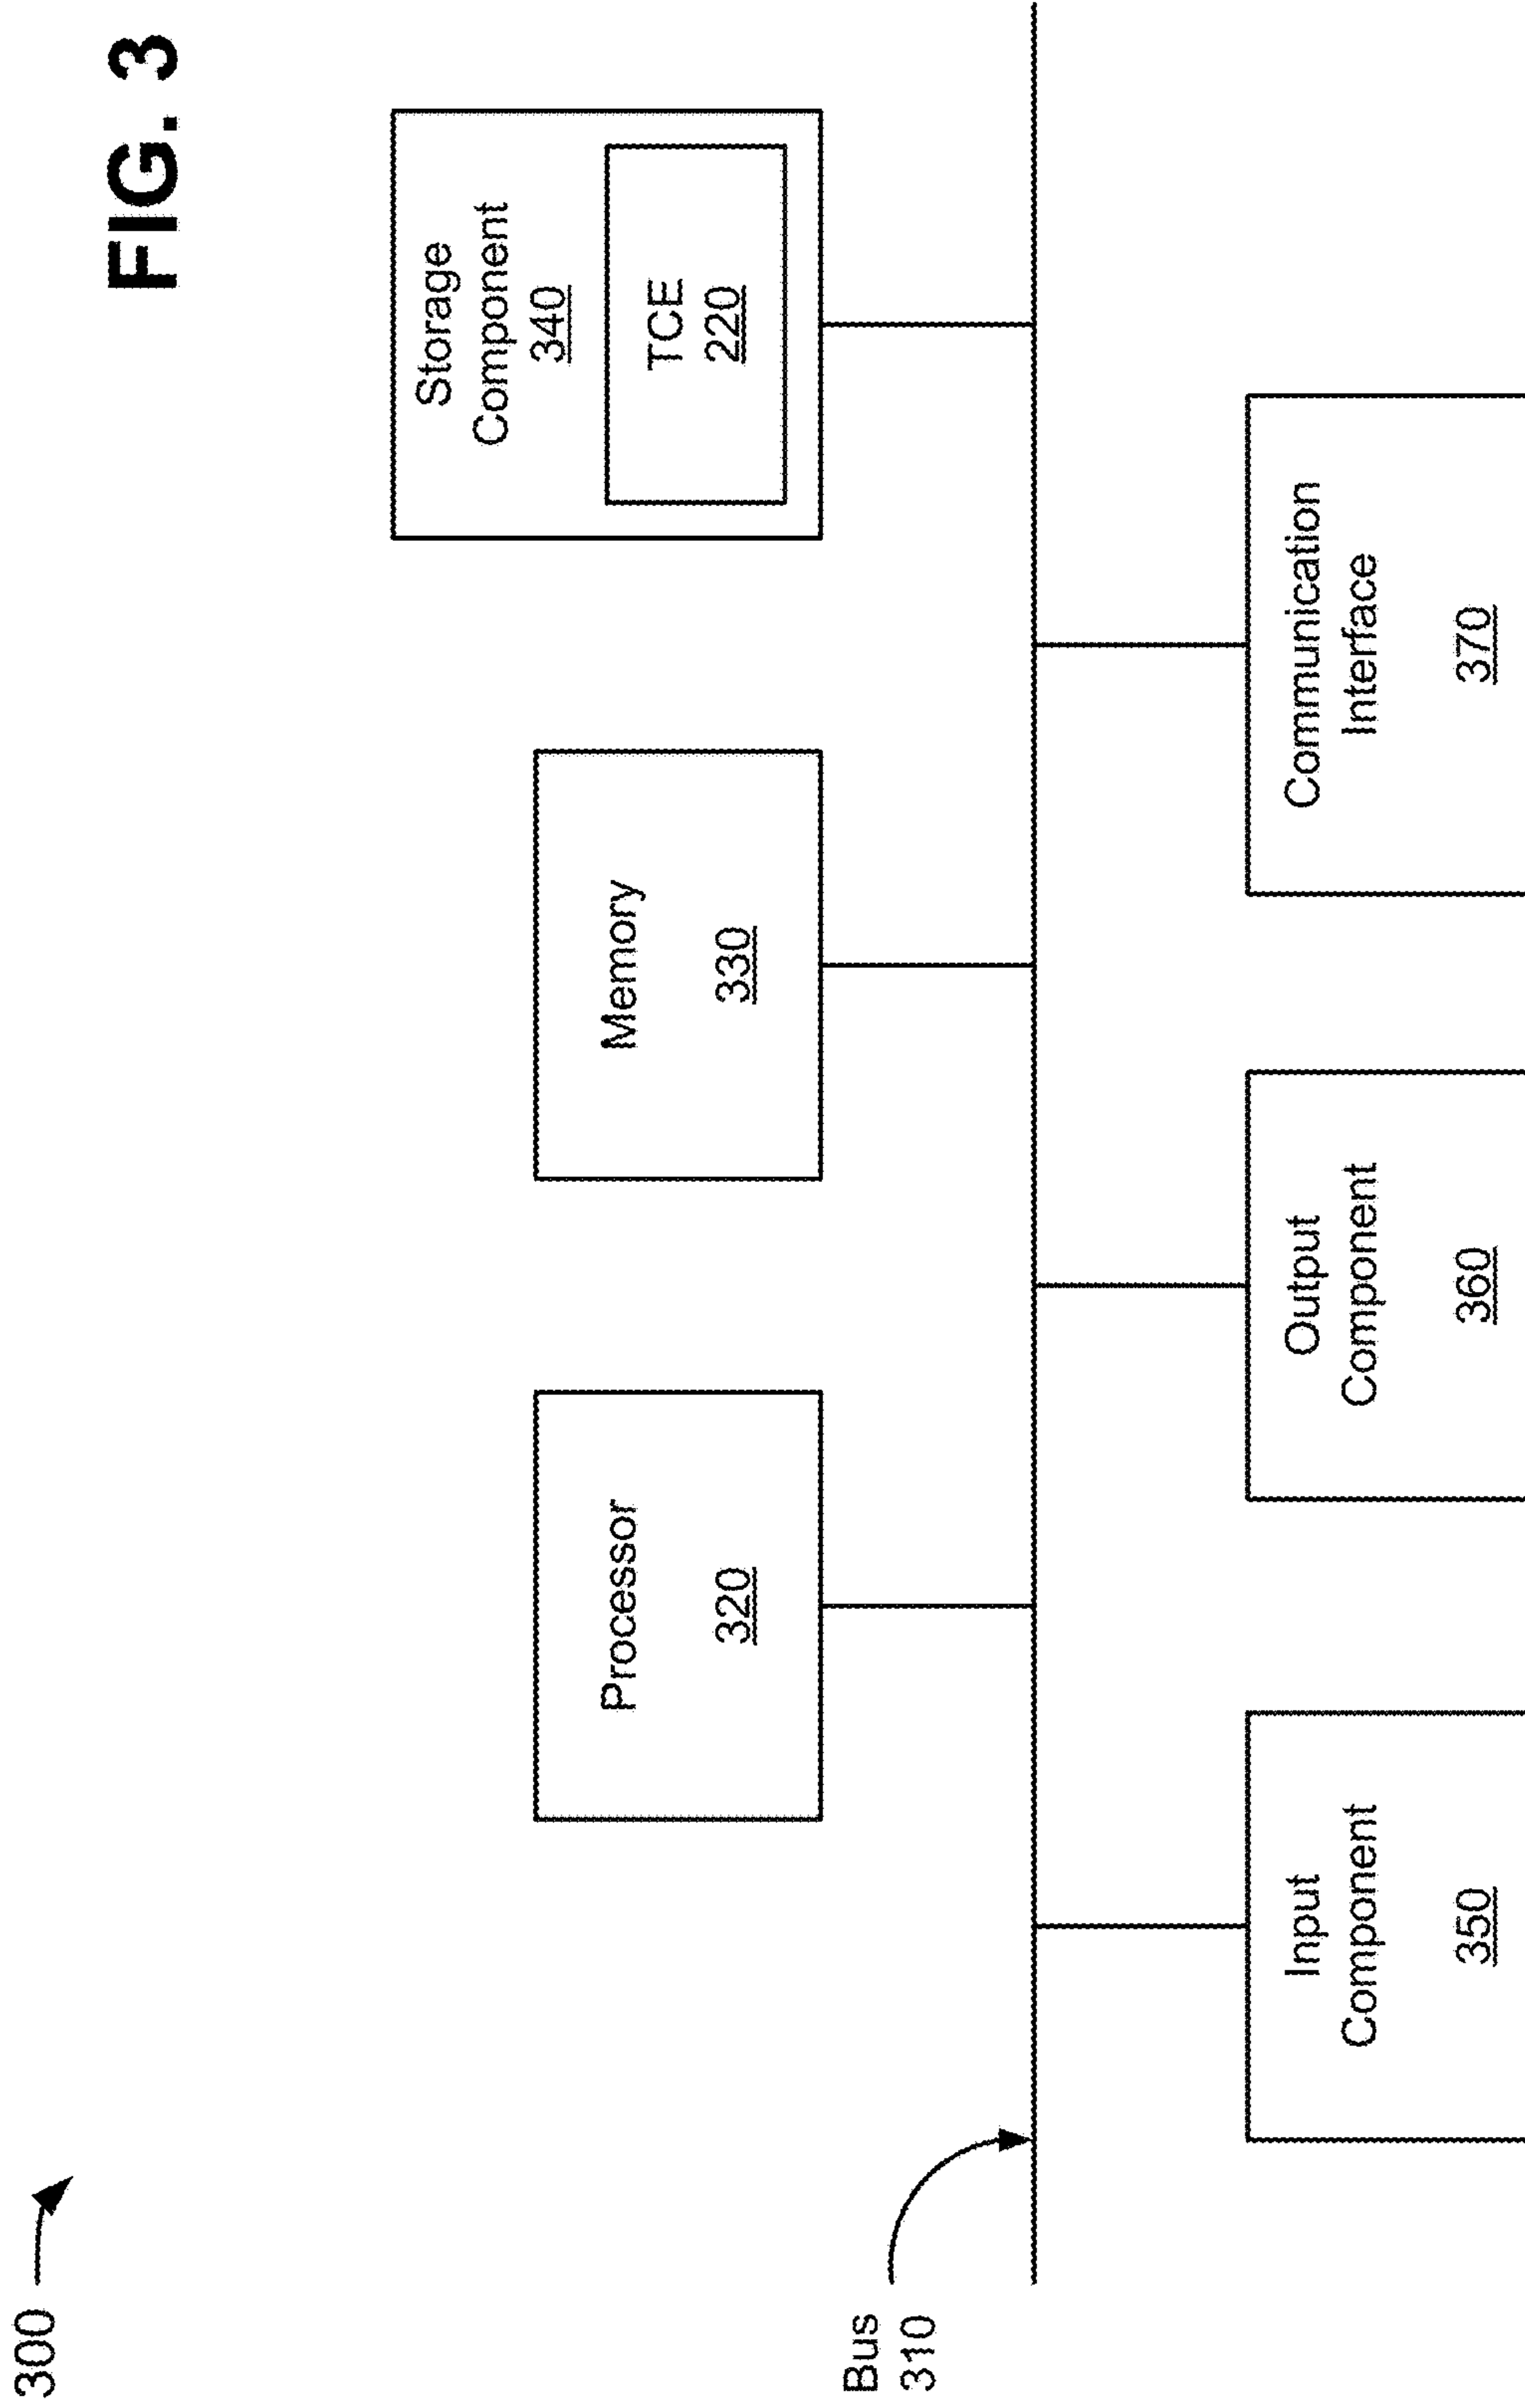 FIG. 3
300
Storage
Component
340
TCE
220
Memory
330
Processor
320
Bus
310
Input
Component
350
Output
Component
360
Communication
Interface
370